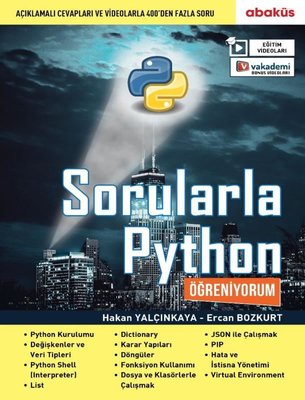 AÇIKLAMALI CEVAPLARI VE VİDEOLARLA 400'DEN FAZLA SORU
abaküs
EĞİTİM
VİDEOLARI
vakademi
BONUS VİDEOLARI
Sorularla
Python
ÖĞRENİYORUM
Hakan YALÇINKAYA - Ercan BOZKURT
• Python Kurulumu
• Değişkenler ve
Veri Tipleri
• Python Shell
(Interpreter)
• List
• Dictionary
• Karar Yapıları
• Döngüler
• Fonksiyon Kullanımı
• Dosya ve Klasörlerle
Çalışmak
• JSON ile Çalışmak
• PIP
• Hata ve
İstisna Yönetimi
• Virtual Environment